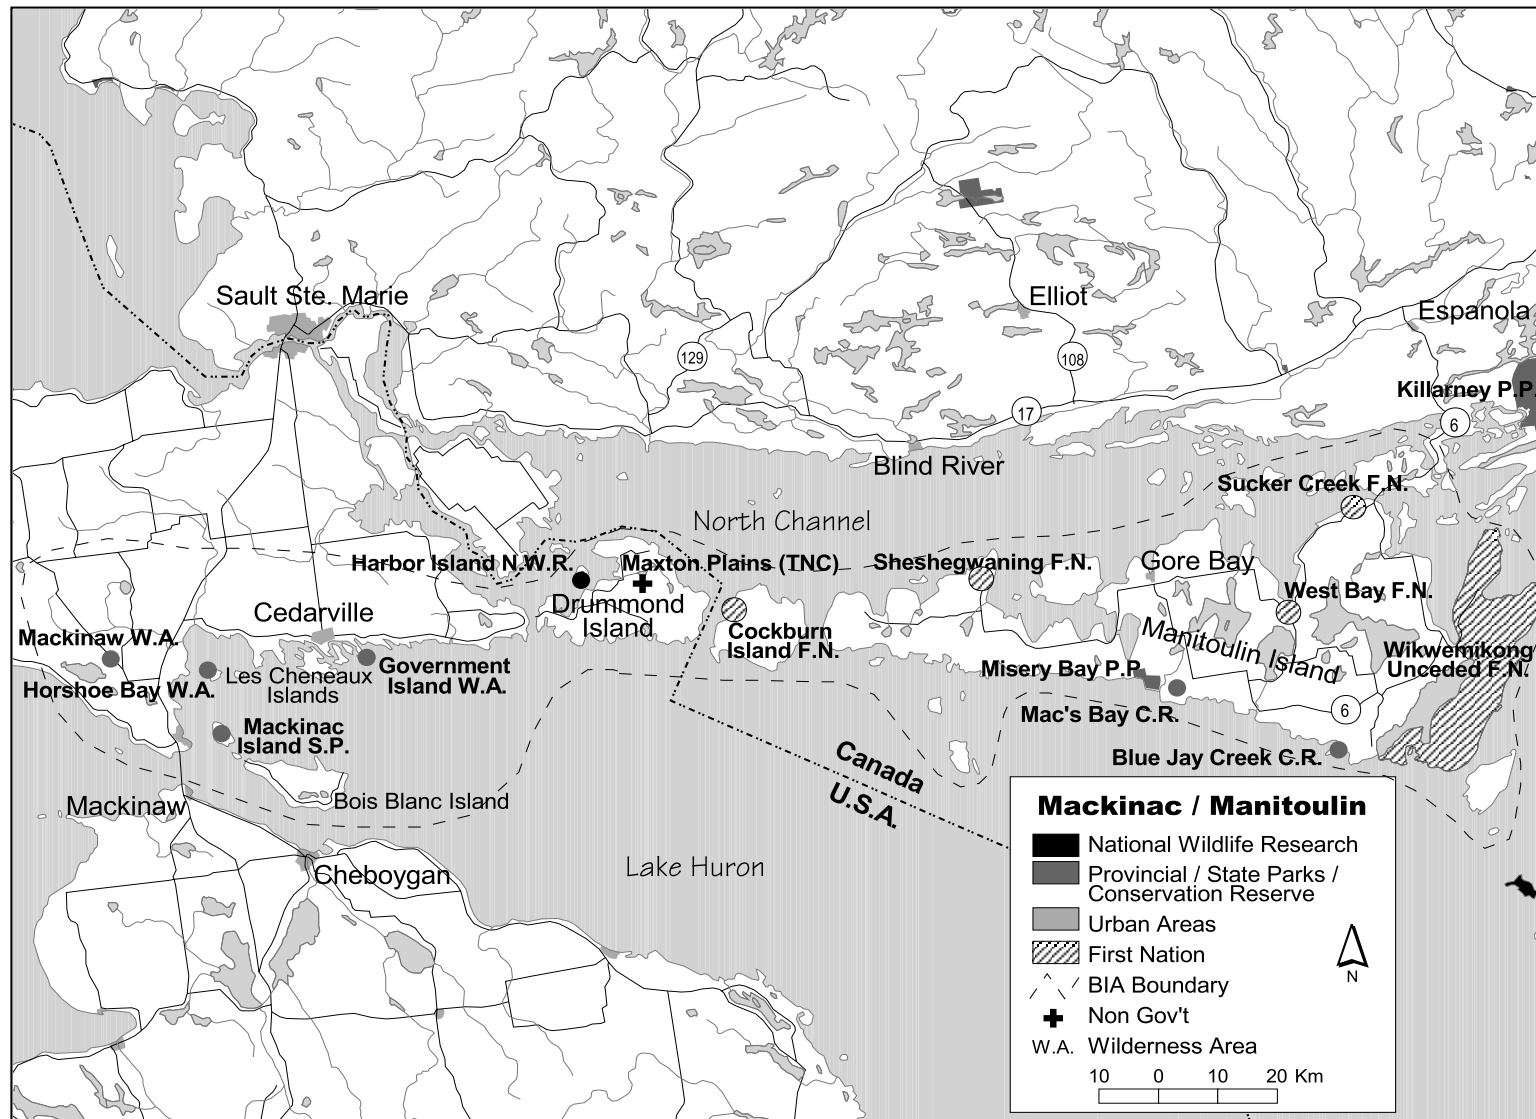 Sault Ste. Marie
Elliot
Espanola
129
108
Killarney P.P.
17
6
Blind River
Sucker Creek F.N.
North Channel
Harbor Island N.W.R.
Maxton Plains (TNC)
Sheshegwaning F.N.
Gore Bay
West Bay F.N.
Drummond
Island
Cedarville
Cockburn
Island F.N.
Mackinaw W.A.
Manitoulin Island
Wikwemikong
Unceded F.N.
Government
Island W.A.
Les Cheneaux
Islands
Horshoe Bay W.A.
Misery Bay P.P.
Mac's Bay C.R.
6
Mackinac
Island S.P.
Blue Jay Creek C.R.
Canada
U.S.A.
Mackinaw
Bois Blanc Island
Lake Huron
Cheboygan
Mackinac / Manitoulin
National Wildlife Research
Provincial / State Parks /
Conservation Reserve
Urban Areas
First Nation
BIA Boundary
Non Gov't
W.A. Wilderness Area
N
10 0 10 20 Km